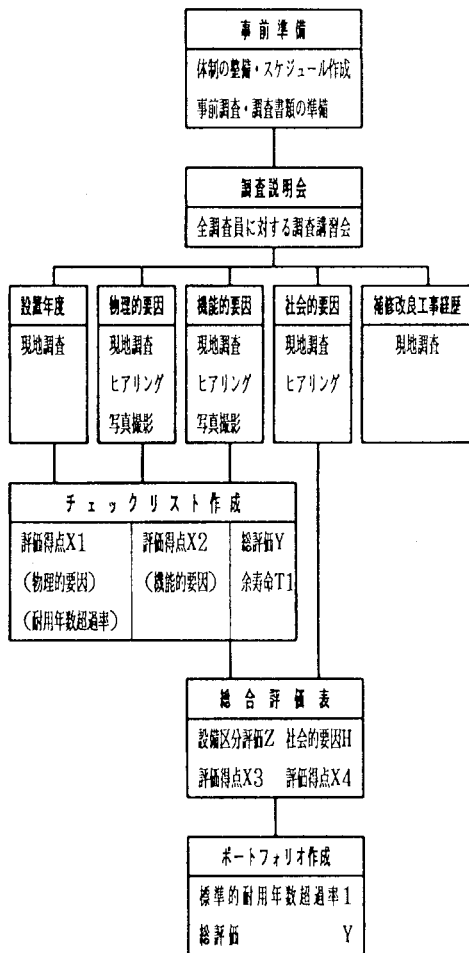 事前準備
体制の整備・スケジュール作成
事前調査・調査書類の準備
調査説明会
全調査員に対する調査講習会
設置年度
現地調査
物理的要因
現地調査
ヒアリング
写真撮影
機能的要因
現地調査
ヒアリング
写真撮影
社会的要因
現地調査
ヒアリング
補修改良工事経歴
現地調査
チェックリスト作成
評価得点X1
(物理的要因)
(耐用年数超過率)
評価得点X2
(機能的要因)
総評価Y
余寿命T1
総合評価表
設備区分評価Z 社会的要因H
評価得点X3 評価得点X4
ポートフォリオ作成
標準的耐用年数超過率1
総評価 Y